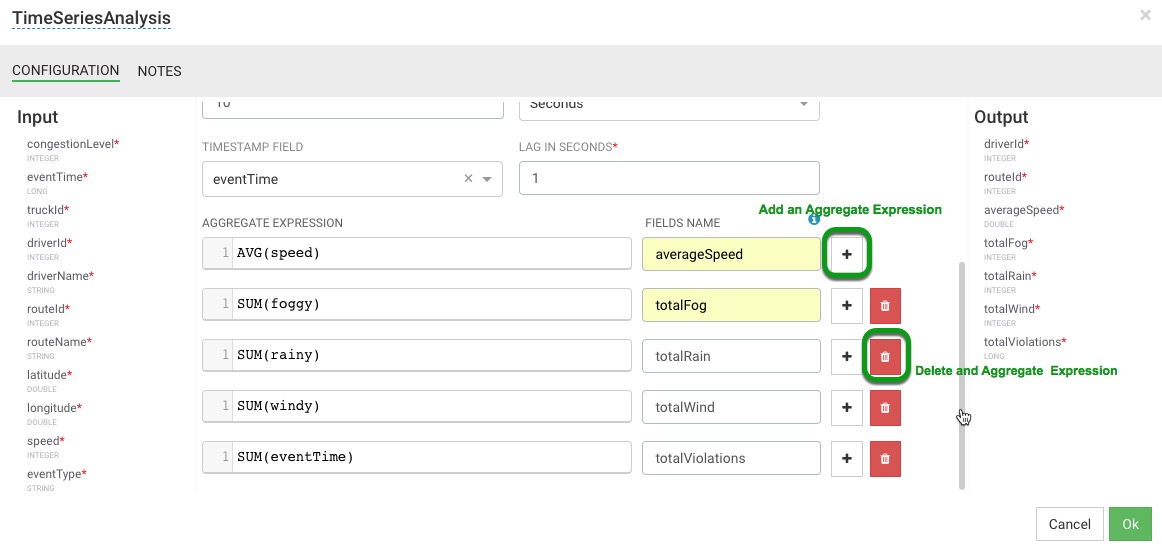 TimeSeriesAnalysis
×
CONFIGURATION NOTES
Input
congestionLevel*
INTEGER
eventTime*
LONG
truckId*
INTEGER
driverId*
INTEGER
driverName*
STRING
routeId*
INTEGER
routeName*
STRING
latitude*
DOUBLE
longitude*
DOUBLE
speed*
INTEGER
eventType*
STRING
10 Seconds
TIMESTAMP FIELD LAG IN SECONDS*
eventTime × 1
Add an Aggregate Expression
AGGREGATE EXPRESSION FIELDS NAME
1 AVG(speed) averageSpeed +
1 SUM(foggy) totalFog +
1 SUM(rainy) totalRain +
Delete and Aggregate Expression
1 SUM(windy) totalWind +
1 SUM(eventTime) totalViolations +
Output
driverId*
INTEGER
routeId*
INTEGER
averageSpeed*
DOUBLE
totalFog*
INTEGER
totalRain*
INTEGER
totalWind*
INTEGER
totalViolations*
LONG
Cancel Ok